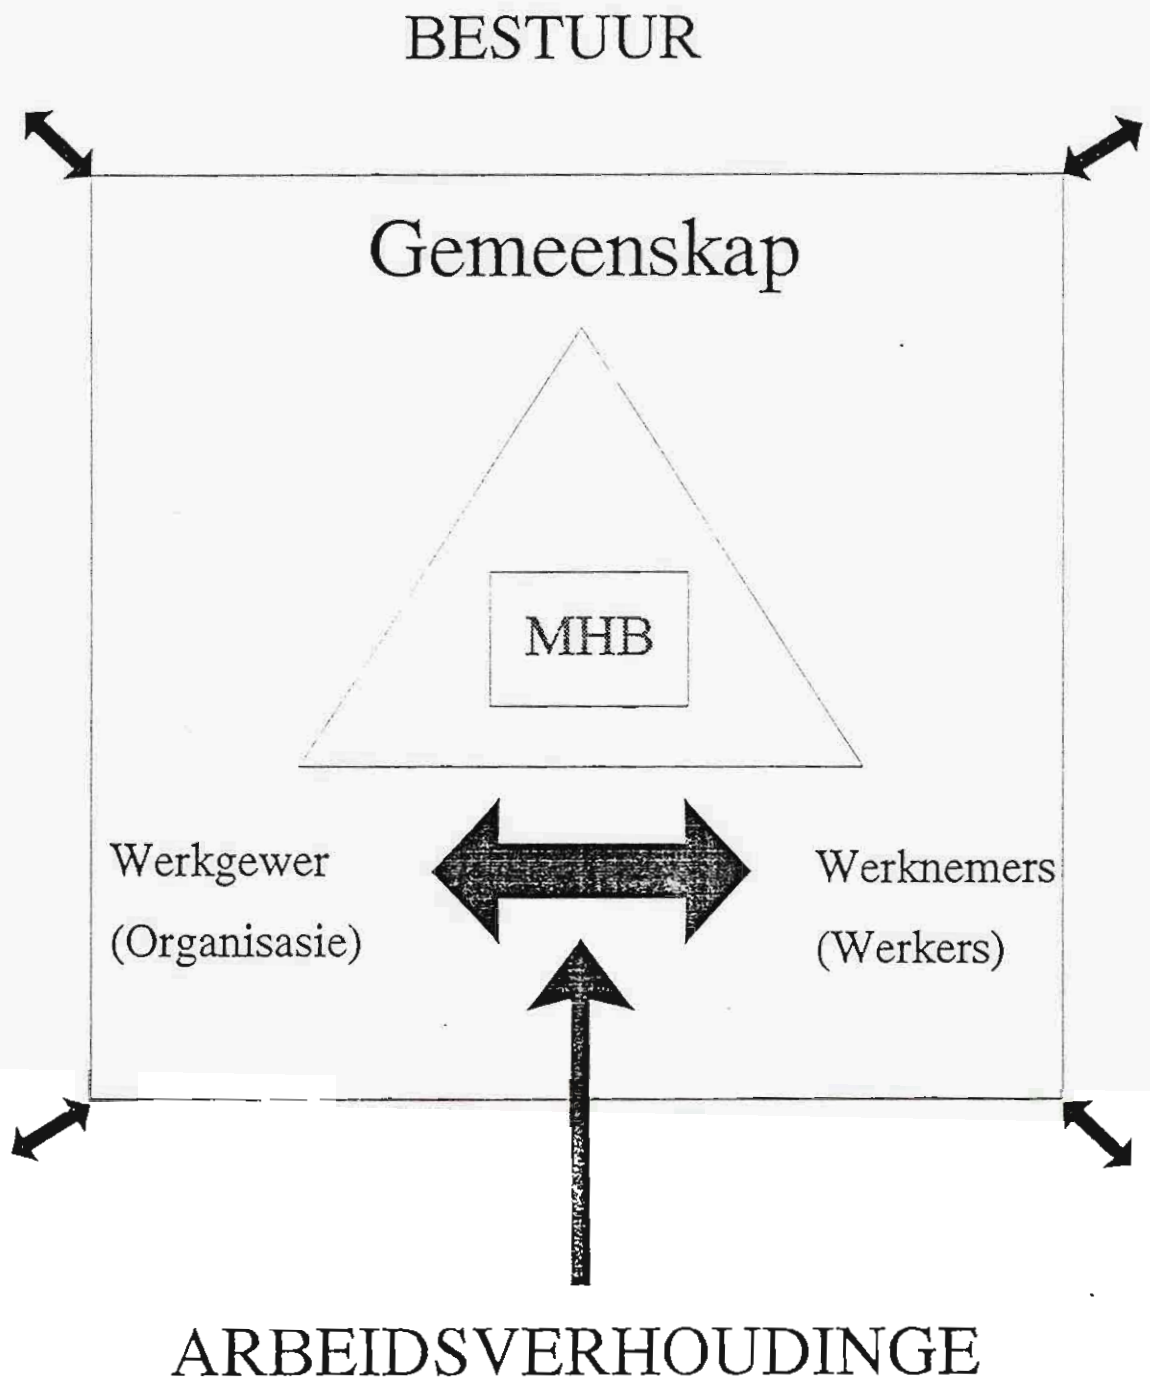 BESTUUR
Gemeenskap
MHB
Werkgewer
(Organisasie)
Werknemers
(Werkers)
ARBEIDSVERHOUDINGE